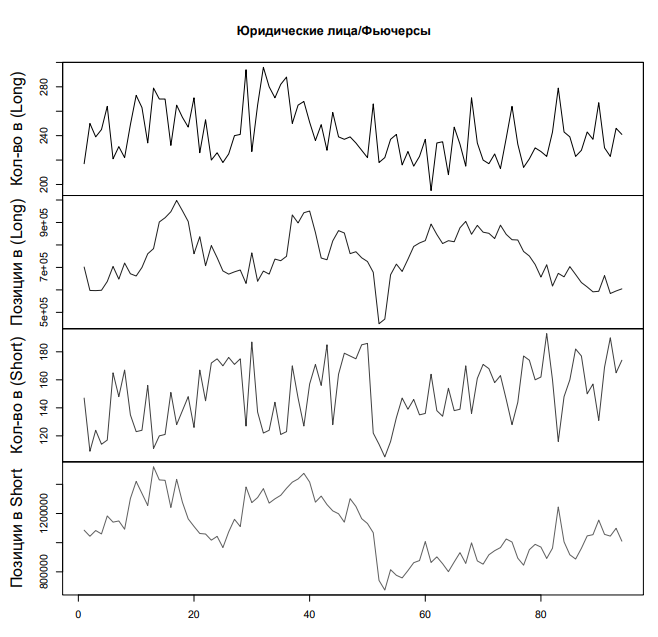 Юридические лица/Фьючерсы
Кол-во в (Long)
200
240
280
Позиции в (Long)
5e+05
7e+05
9e+05
Кол-во в (Short)
120
140
160
180
Позиции в Short
800000
1200000
0
20
40
60
80